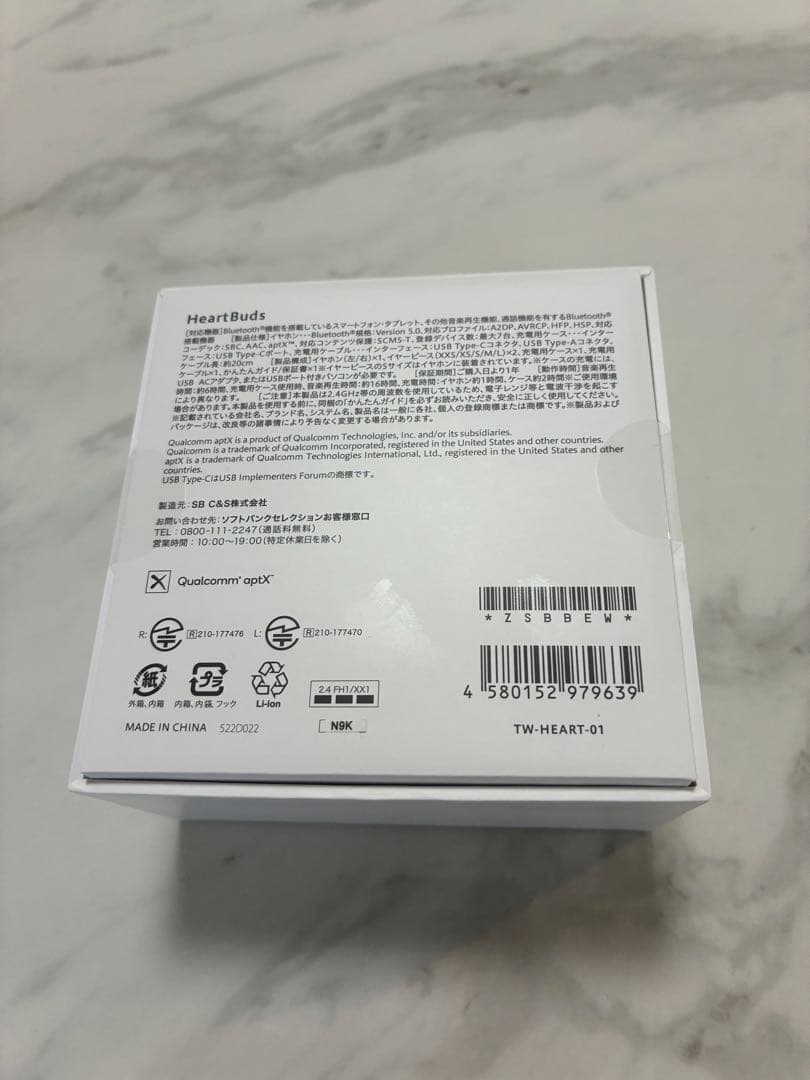 HeartBuds
[対応機器]Bluetooth®機能を搭載しているスマートフォン・タブレット、その他音楽再生機能、通話機能を有するBluetooth®
搭載機器 [製品仕様]イヤホン・・・Bluetooth®規格:Version 5.0、対応プロファイル:A2DP、AVRCP、HFP、HSP、対応
コーデック:SBC、AAC、aptX™、対応コンテンツ保護:SCMS-T、登録デバイス数:最大7台、充電用ケース・・・インター
フェース:USB Type-Cポート、充電用ケーブル・・・インターフェース:USB Type-Cコネクタ、USB Type-Aコネクタ、
ケーブル長:約20cm [製品構成]イヤホン(左/右)×1、イヤーピース(XXS/XS/S/M/L)×2、充電ケース×1、充電用
ケーブル×1、かんたんガイド/保証書×1※イヤーピースのSサイズはイヤホンに装着されています。※ケースの充電には、
USB ACアダプタ、またはUSBポート付きパソコンが必要です。 [保証期間]ご購入日より1年 [動作時間]音楽再生
時間:約6時間、充電用ケース使用時、音楽再生時間:約16時間、充電時間:イヤホン約1時間、ケース約2時間※ご使用環境
により異なります。 [ご注意]本製品は2.4GHz帯の周波数を使用しているため、電子レンジ等と電波干渉を起こす
場合があります。本製品を使用する前に、同梱の「かんたんガイド」を必ずお読みいただき、安全に正しく使用してください。
※記載されている会社名、ブランド名、システム名、製品名は一般に各社、個人の登録商標または商標です。※製品および
パッケージは、改良等の諸事情により予告なく変更する場合があります。
Qualcomm aptX is a product of Qualcomm Technologies, Inc. and/or its subsidiaries.
Qualcomm is a trademark of Qualcomm Incorporated, registered in the United States and other countries.
aptX is a trademark of Qualcomm Technologies International, Ltd., registered in the United States and other
countries.
USB Type-CはUSB Implementers Forumの商標です。
製造元:SB C&S株式会社
お問い合わせ先:ソフトバンクセレクションお客様窓口
TEL:0800-111-2247(通話料無料)
営業時間:10:00〜19:00(特定休業日を除く)
Qualcomm® aptX™
*ZSBBEW*
R: R 210-177476 L: R 210-177470
紙 プラ
外箱、内箱 内箱、内袋、フック Li-ion
2.4 FH1/XX1
4 580152 979639
MADE IN CHINA 522D022 N9K TW-HEART-01